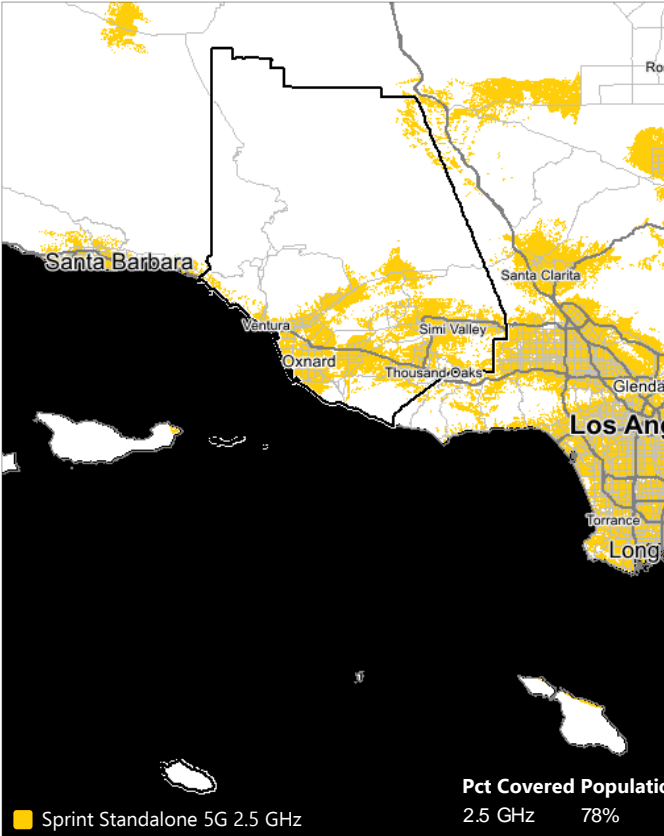 Ro
Santa Barbara
Santa Clarita
Ventura
Simi Valley
Oxnard
Thousand Oaks
Glenda
Los Ang
Torrance
Long
Pct Covered Populatio
2.5 GHz 78%
Sprint Standalone 5G 2.5 GHz